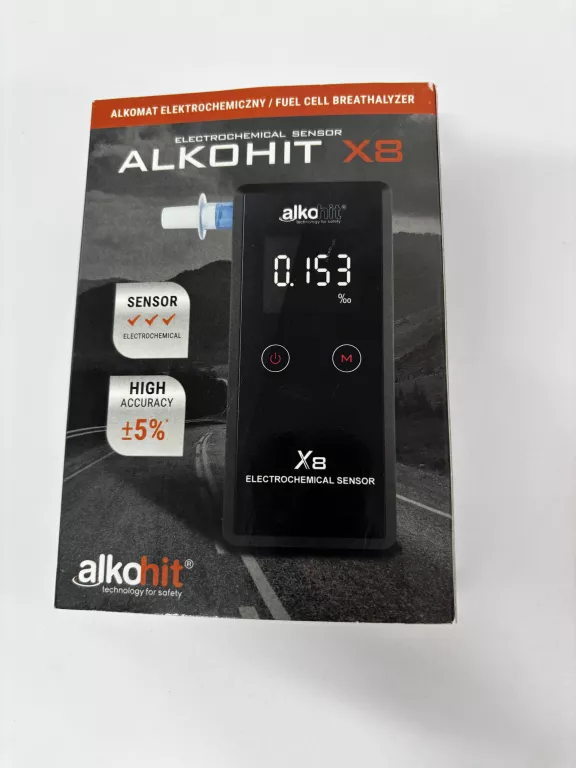 ALKOMAT ELEKTROCHEMICZNY / FUEL CELL BREATHALYZER
ELECTROCHEMICAL SENSOR
ALKOHIT X8
alkohit®
technology for safety
0.153
‰
SENSOR
ELECTROCHEMICAL
M
HIGH
ACCURACY
±5%*
X8
ELECTROCHEMICAL SENSOR
alkohit®
technology for safety